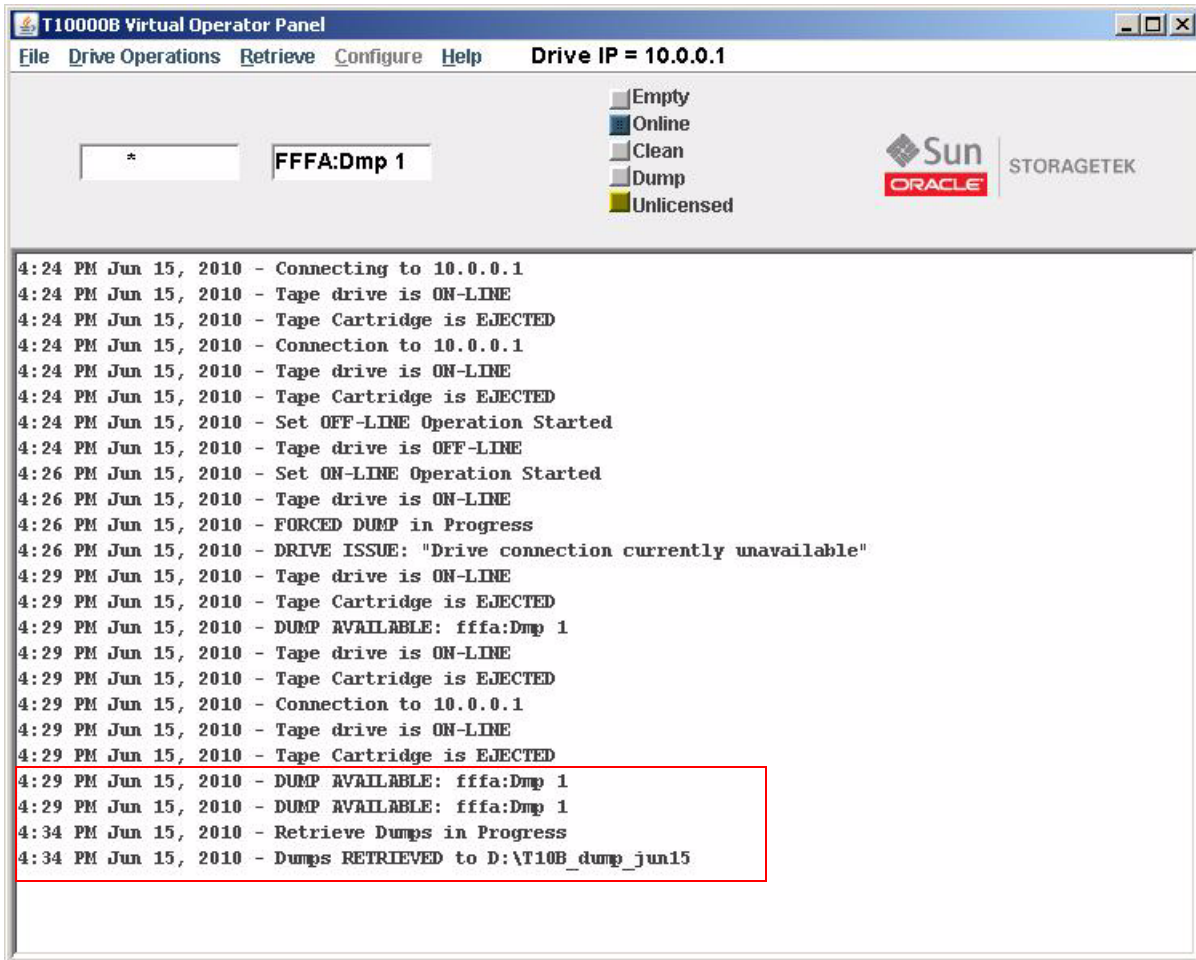 T10000B Virtual Operator Panel
File Drive Operations Retrieve Configure Help Drive IP = 10.0.0.1
Empty
Online
Clean
Dump
Unlicensed
*
FFFA:Dmp 1
Sun
ORACLE
STORAGETEK
4:24 PM Jun 15, 2010 - Connecting to 10.0.0.1
4:24 PM Jun 15, 2010 - Tape drive is ON-LINE
4:24 PM Jun 15, 2010 - Tape Cartridge is EJECTED
4:24 PM Jun 15, 2010 - Connection to 10.0.0.1
4:24 PM Jun 15, 2010 - Tape drive is ON-LINE
4:24 PM Jun 15, 2010 - Tape Cartridge is EJECTED
4:24 PM Jun 15, 2010 - Set OFF-LINE Operation Started
4:24 PM Jun 15, 2010 - Tape drive is OFF-LINE
4:26 PM Jun 15, 2010 - Set ON-LINE Operation Started
4:26 PM Jun 15, 2010 - Tape drive is ON-LINE
4:26 PM Jun 15, 2010 - FORCED DUMP in Progress
4:26 PM Jun 15, 2010 - DRIVE ISSUE: "Drive connection currently unavailable"
4:29 PM Jun 15, 2010 - Tape drive is ON-LINE
4:29 PM Jun 15, 2010 - Tape Cartridge is EJECTED
4:29 PM Jun 15, 2010 - DUMP AVAILABLE: fffa:Dmp 1
4:29 PM Jun 15, 2010 - Tape drive is ON-LINE
4:29 PM Jun 15, 2010 - Tape Cartridge is EJECTED
4:29 PM Jun 15, 2010 - Connection to 10.0.0.1
4:29 PM Jun 15, 2010 - Tape drive is ON-LINE
4:29 PM Jun 15, 2010 - Tape Cartridge is EJECTED
4:29 PM Jun 15, 2010 - DUMP AVAILABLE: fffa:Dmp 1
4:29 PM Jun 15, 2010 - DUMP AVAILABLE: fffa:Dmp 1
4:34 PM Jun 15, 2010 - Retrieve Dumps in Progress
4:34 PM Jun 15, 2010 - Dumps RETRIEVED to D:\T10B_dump_jun15